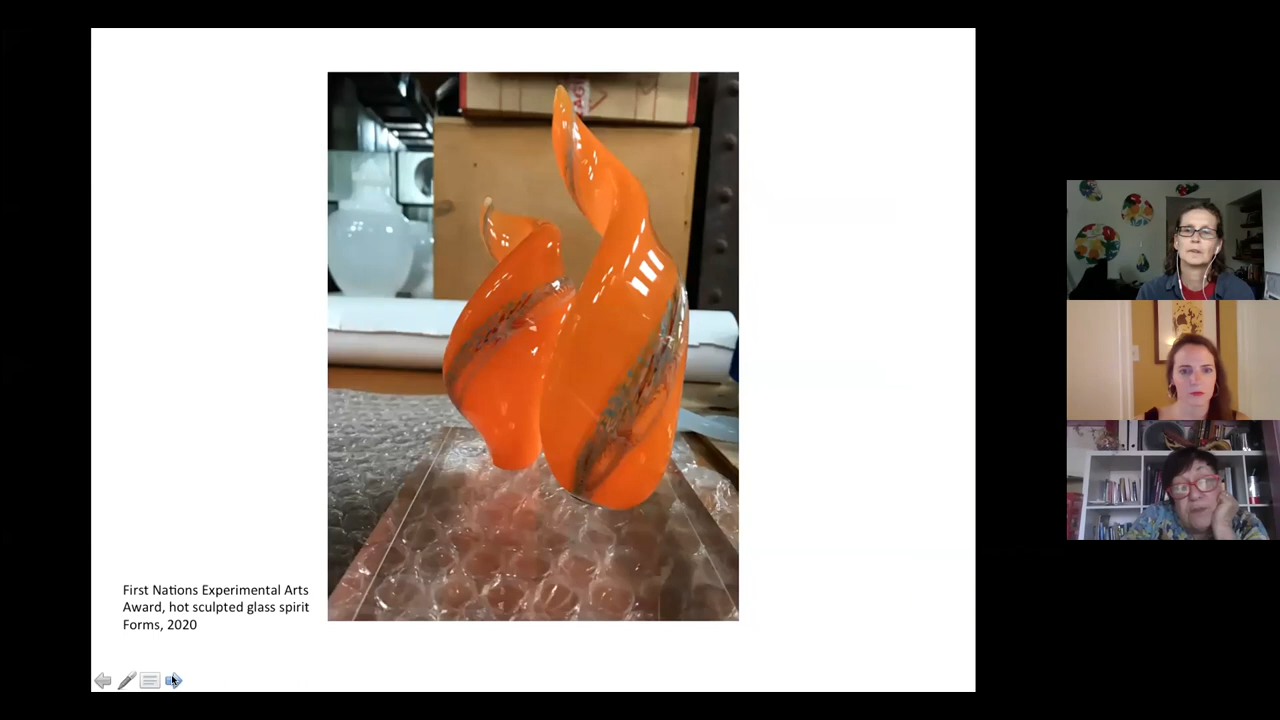 First Nations Experimental Arts
Award, hot sculpted glass spirit
Forms, 2020